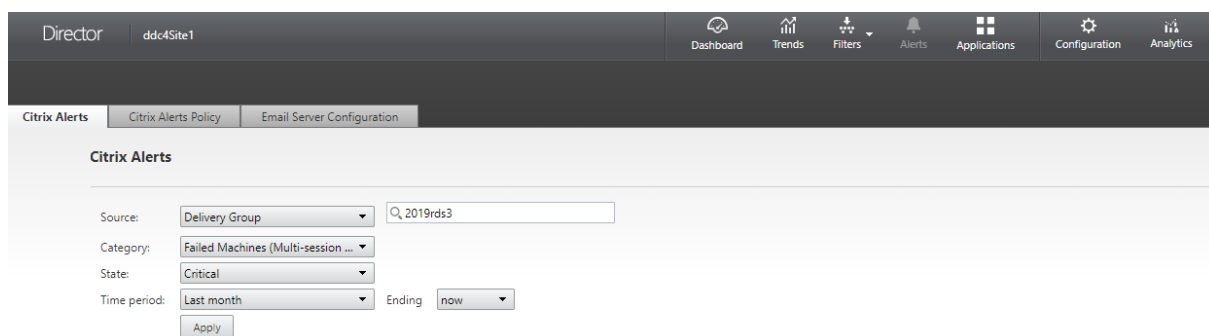 Director ddc4Site1
Dashboard Trends Filters Alerts Applications Configuration Analytics
Citrix Alerts Citrix Alerts Policy Email Server Configuration
Citrix Alerts
Source: Delivery Group 2019rds3
Category: Failed Machines (Multi-session ...
State: Critical
Time period: Last month Ending now
Apply